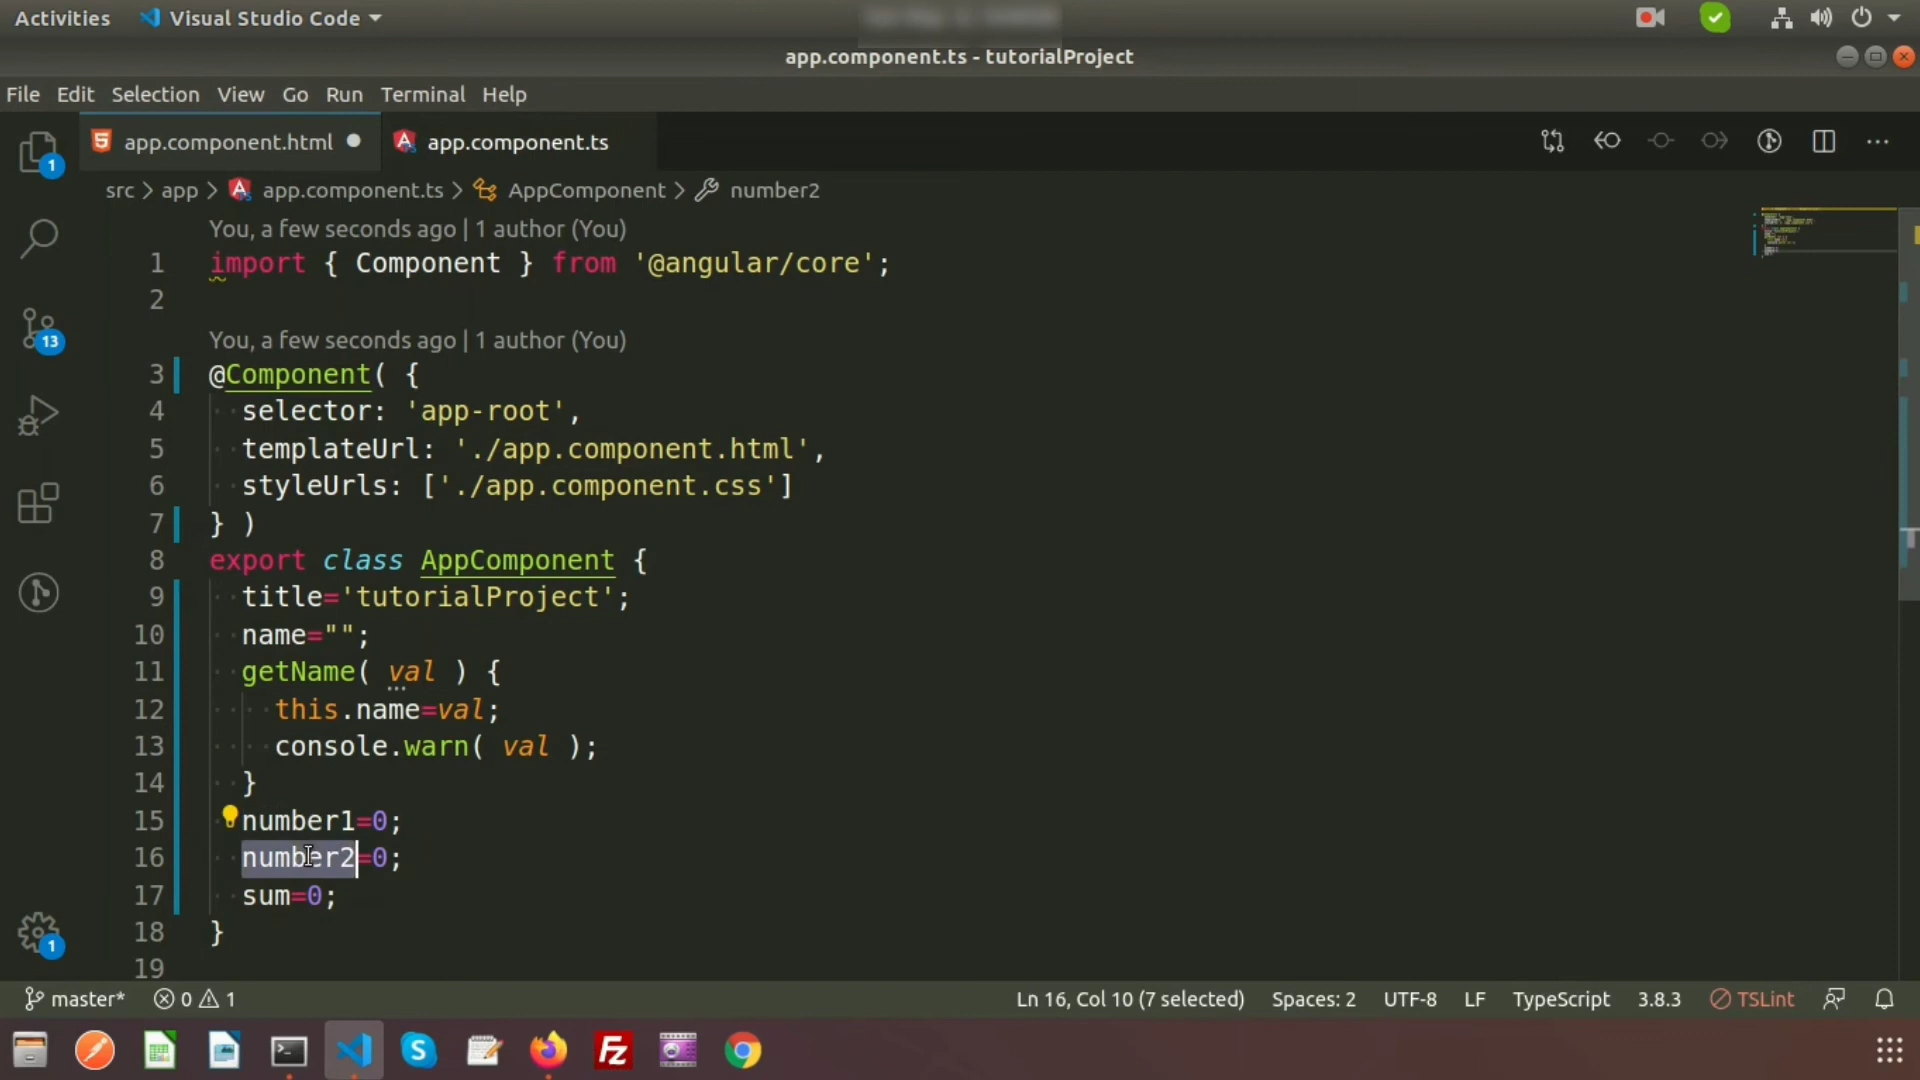 Activities Visual Studio Code
app.component.ts - tutorialProject
File Edit Selection View Go Run Terminal Help
app.component.html app.component.ts
1
src > app > app.component.ts > AppComponent > number2
You, a few seconds ago | 1 author (You)
1 import { Component } from '@angular/core';
2
You, a few seconds ago | 1 author (You)
13
3 @Component( {
4 selector: 'app-root',
5 templateUrl: './app.component.html',
6 styleUrls: ['./app.component.css']
7 } )
8 export class AppComponent {
9 title='tutorialProject';
10 name="";
11 getName( val ) {
12 this.name=val;
13 console.warn( val );
14 }
15 number1=0;
16 number2=0;
17 sum=0;
18 }
1
19
master* 0 1 Ln 16, Col 10 (7 selected) Spaces: 2 UTF-8 LF TypeScript 3.8.3 TSLint
S Fz